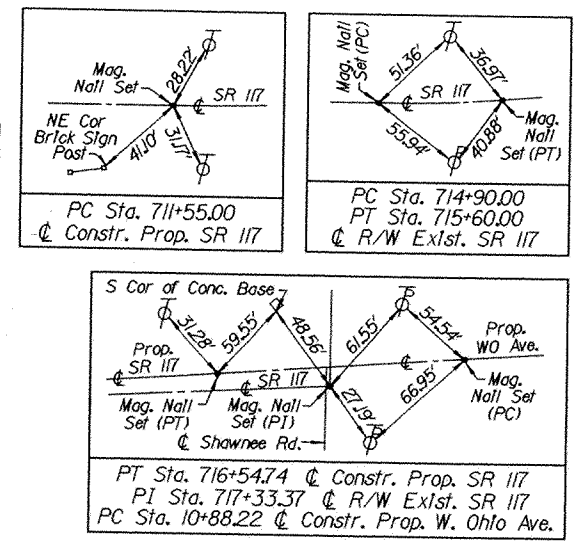 28.22'
Mag.
Nail Set
℄ SR 117
NE Cor
Brick Sign
Post
41.10'
31.17'
PC Sta. 711+55.00
℄ Constr. Prop. SR 117
Mag. Nail
Set (PC)
51.36'
36.97'
℄ SR 117
55.94'
40.88'
Mag.
Nail
Set (PT)
PC Sta. 714+90.00
PT Sta. 715+60.00
℄ R/W Exist. SR 117
S Cor of Conc. Base
31.28'
59.55'
48.56'
61.55'
54.54'
Prop.
SR 117
℄
℄ SR 117
℄
Prop.
WO Ave.
Mag. Nail
Set (PT)
Mag. Nail
Set (PI)
27.19'
66.95'
Mag.
Nail Set
(PC)
℄ Shawnee Rd.
PT Sta. 716+54.74 ℄ Constr. Prop. SR 117
PI Sta. 717+33.37 ℄ R/W Exist. SR 117
PC Sta. 10+88.22 ℄ Constr. Prop. W. Ohio Ave.